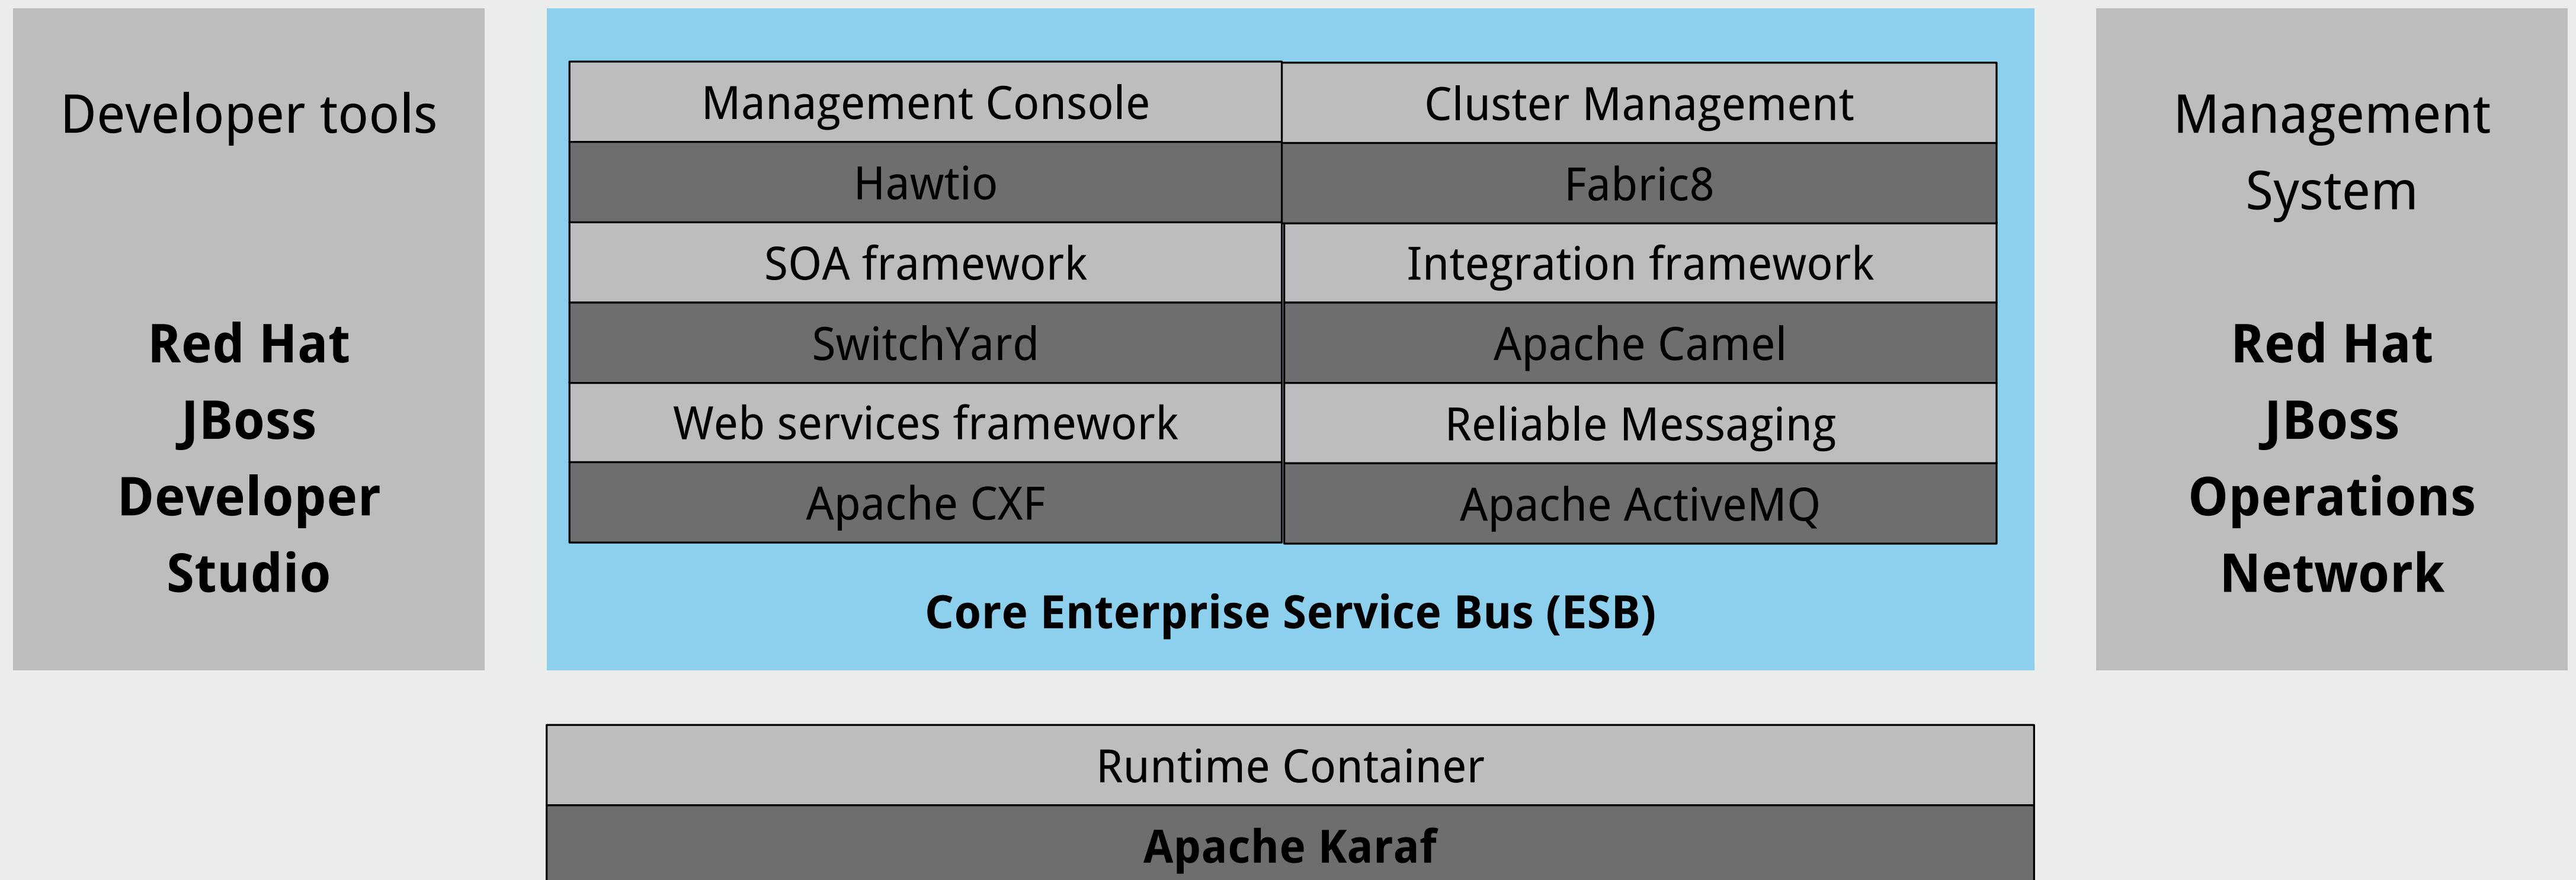 Developer tools
Red Hat
JBoss
Developer
Studio
Management Console
Cluster Management
Hawtio
Fabric8
SOA framework
Integration framework
SwitchYard
Apache Camel
Web services framework
Reliable Messaging
Apache CXF
Apache ActiveMQ
Core Enterprise Service Bus (ESB)
Management
System
Red Hat
JBoss
Operations
Network
Runtime Container
Apache Karaf